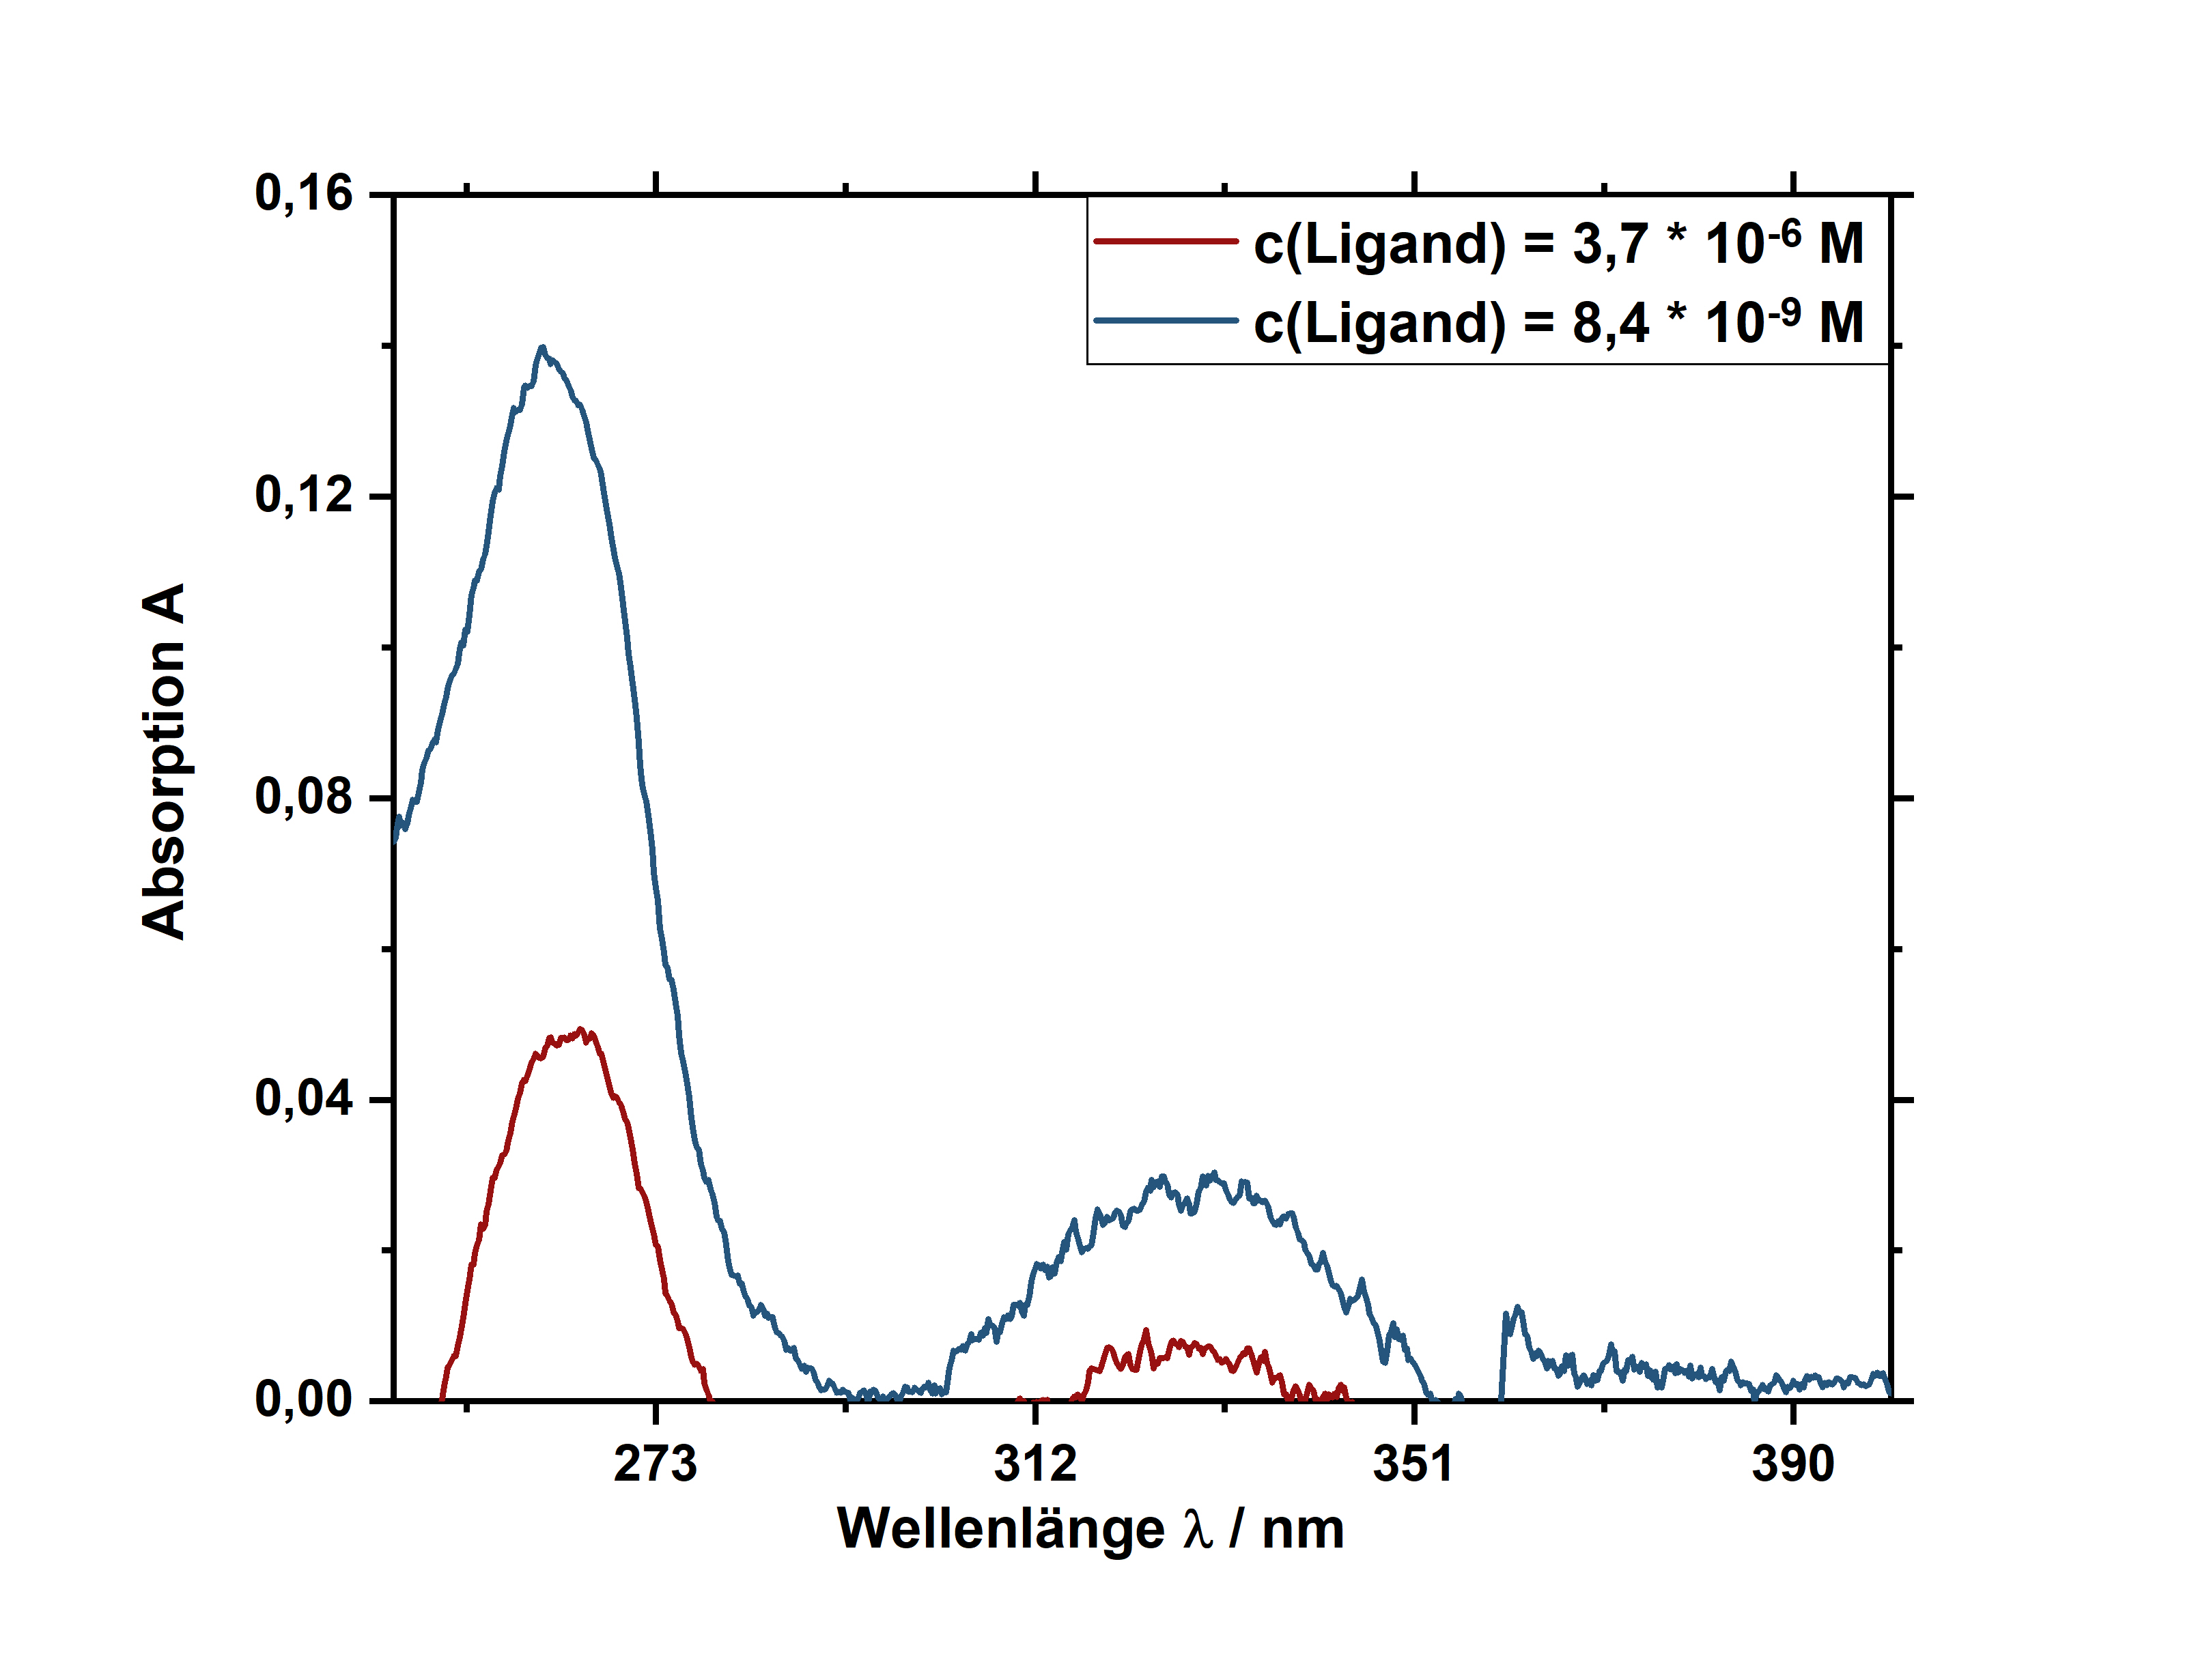 0,16
c(Ligand) = 3,7 * 10⁻⁶ M
c(Ligand) = 8,4 * 10⁻⁹ M
0,12
Absorption A
0,08
0,04
0,00
273 312 351 390
Wellenlänge λ / nm